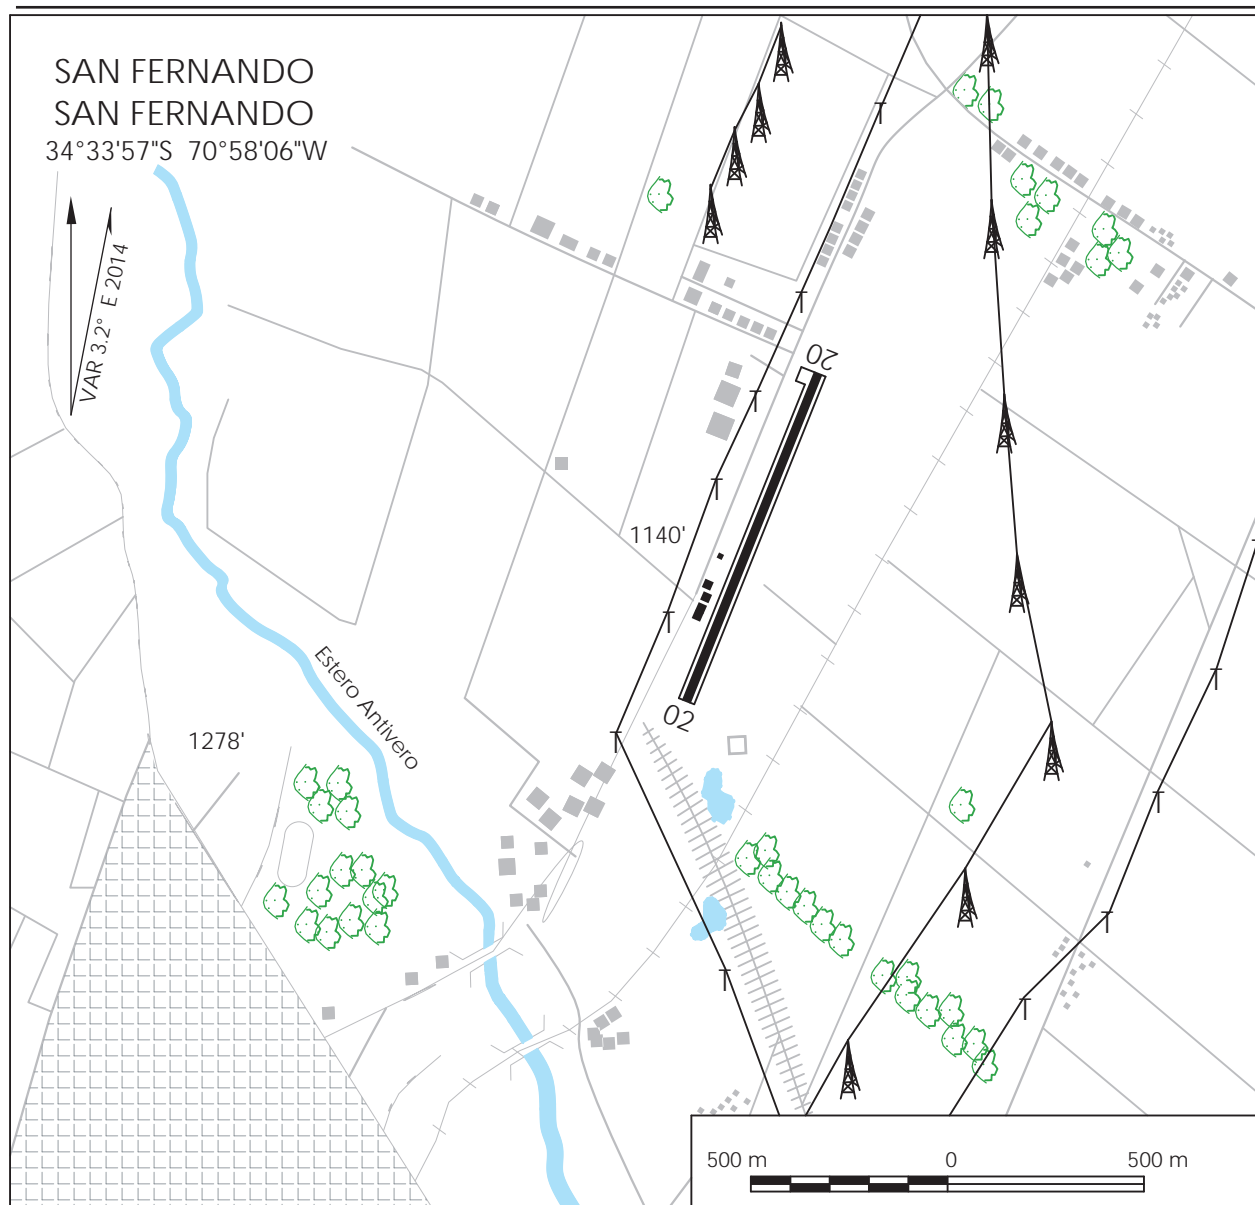 SAN FERNANDO
SAN FERNANDO
34°33'57"S 70°58'06"W
VAR 3.2° E 2014
20
1140'
02
Estero Antivero
1278'
500 m 0 500 m